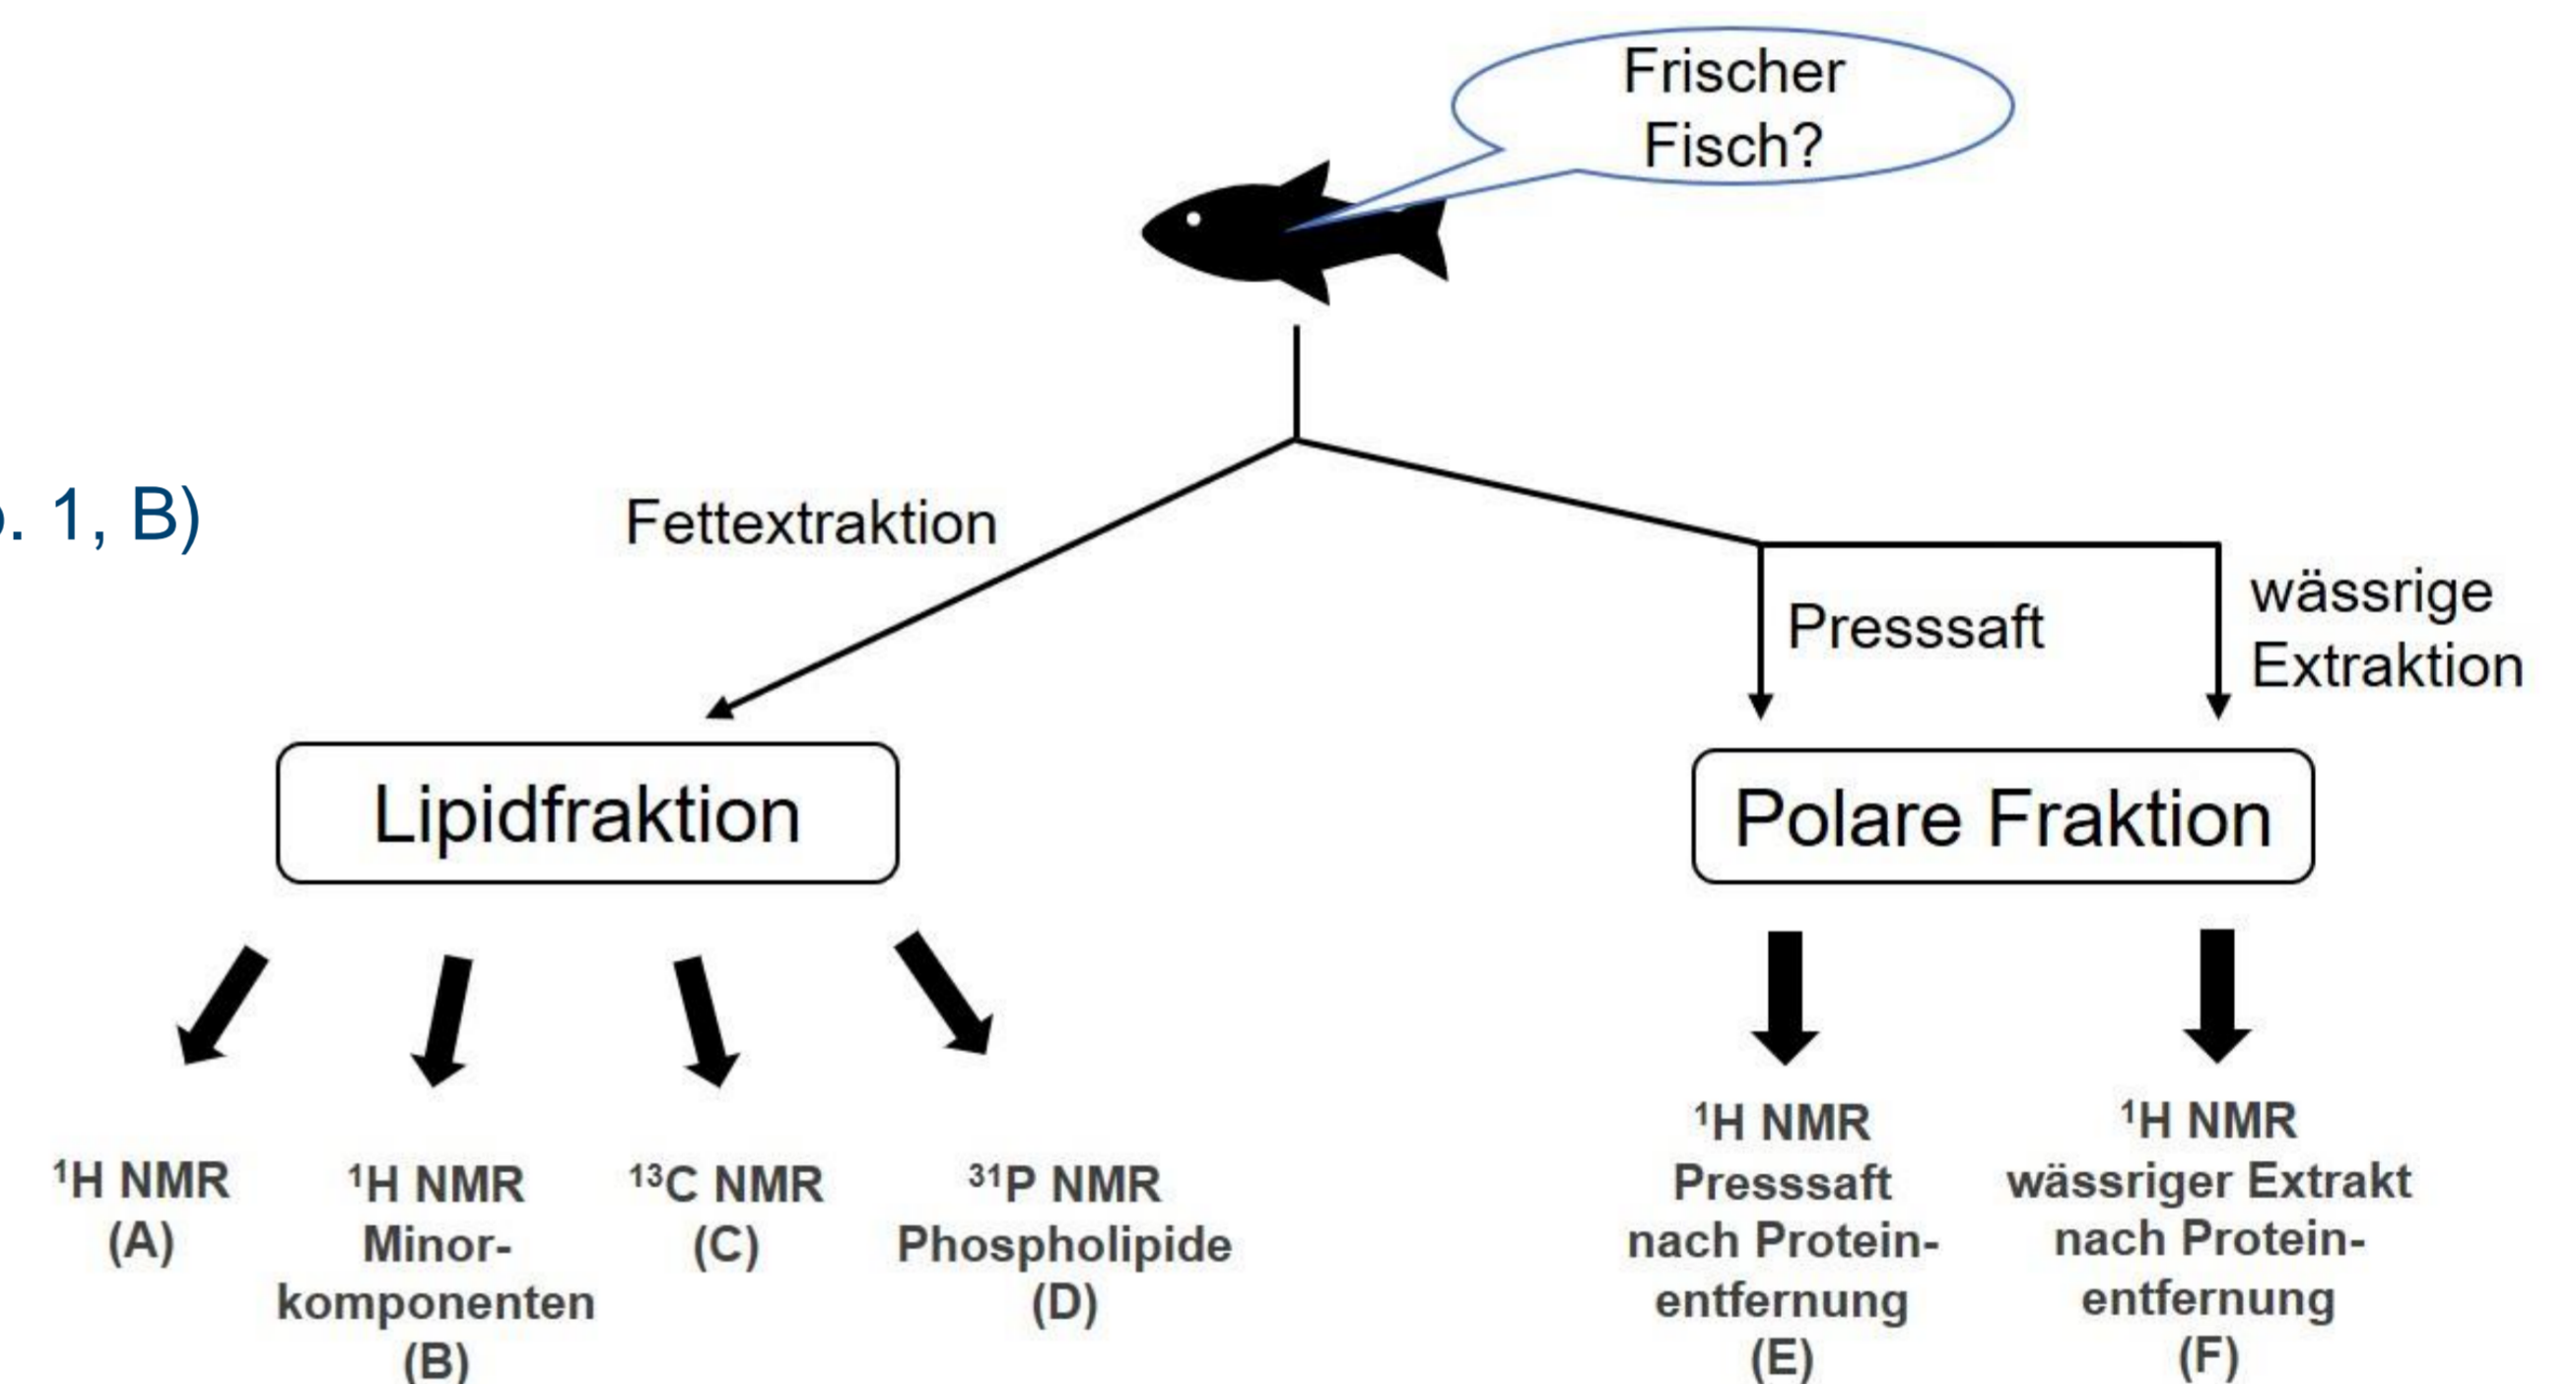 Frischer
Fisch?
. 1, B)
Fettextraktion
Presssaft
wässrige
Extraktion
Lipidfraktion
Polare Fraktion
¹H NMR
(A)
¹H NMR
Minor-
komponenten
(B)
¹³C NMR
(C)
³¹P NMR
Phospholipide
(D)
¹H NMR
Presssaft
nach Protein-
entfernung
(E)
¹H NMR
wässriger Extrakt
nach Protein-
entfernung
(F)